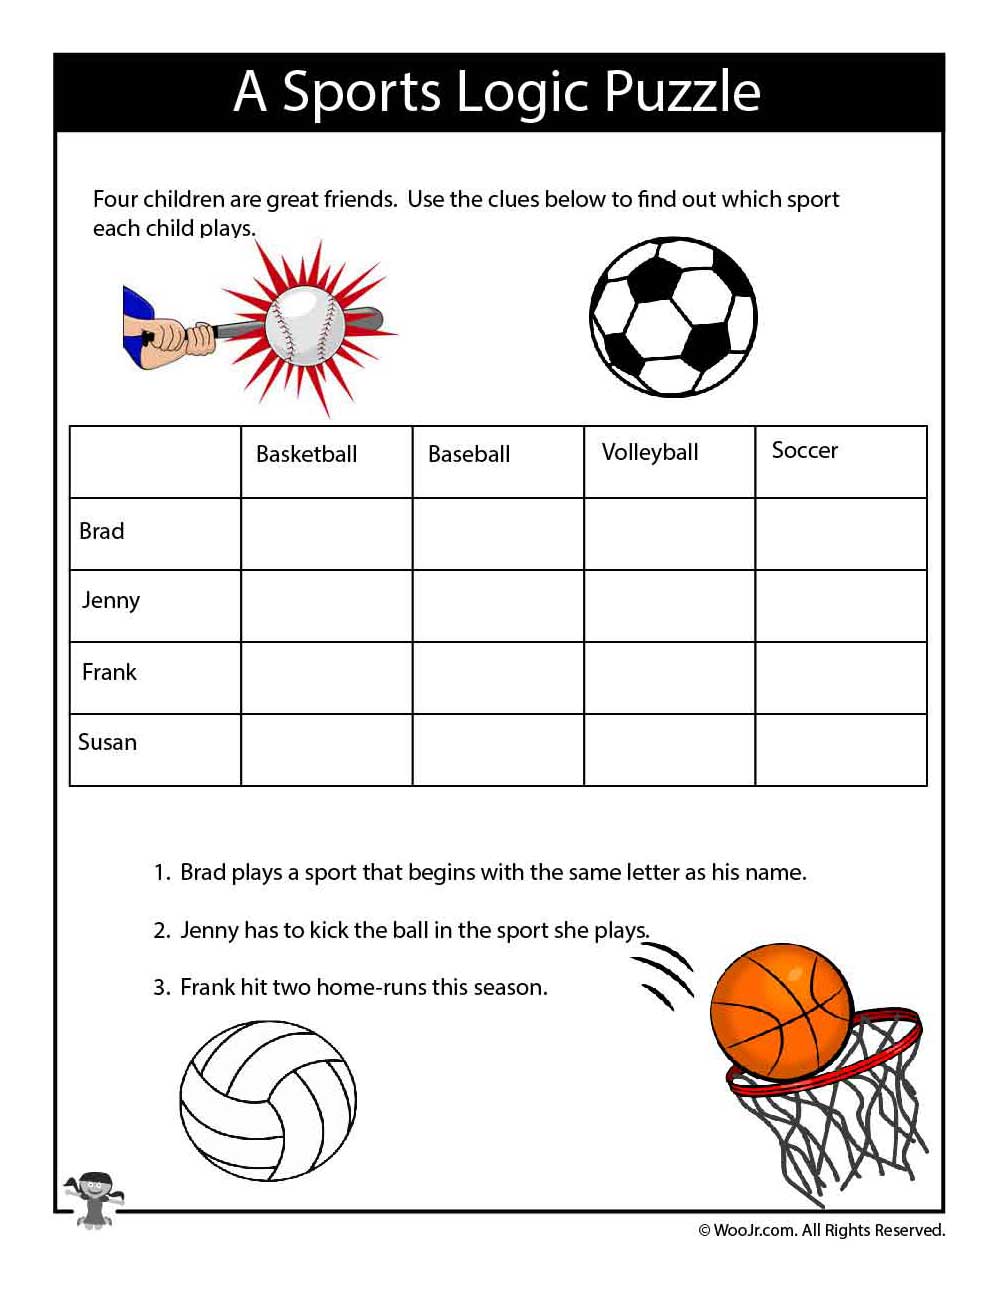 A Sports Logic Puzzle
Four children are great friends.  Use the clues below to find out which sport
each child plays.
Basketball Baseball Volleyball Soccer
Brad
Jenny
Frank
Susan
1. Brad plays a sport that begins with the same letter as his name.
2. Jenny has to kick the ball in the sport she plays.
3. Frank hit two home-runs this season.
© WooJr.com. All Rights Reserved.